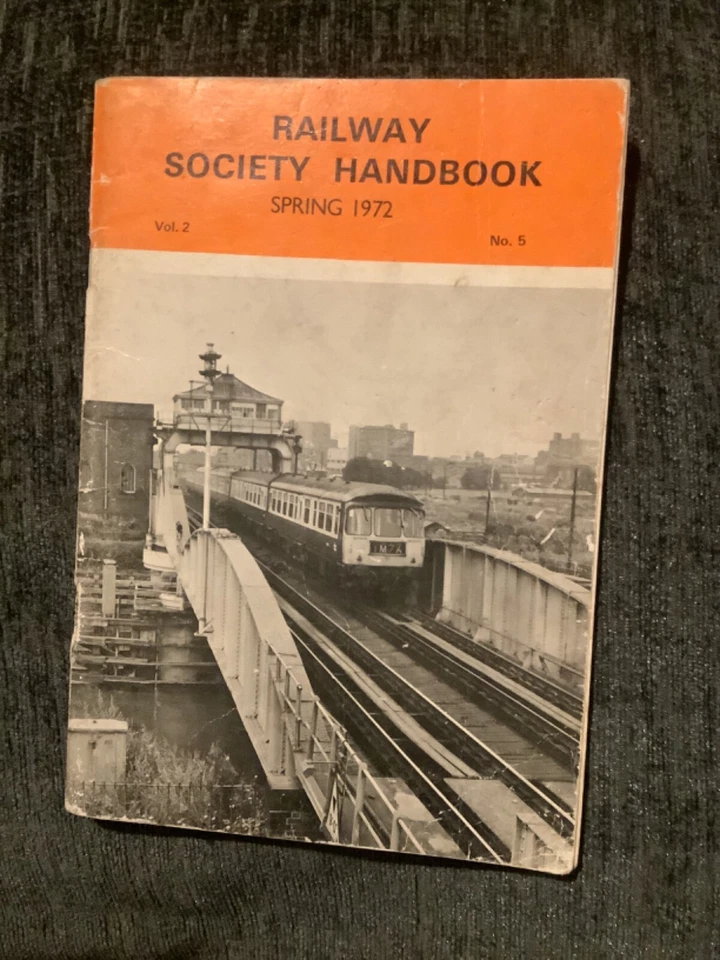 RAILWAY
SOCIETY HANDBOOK
SPRING 1972
Vol. 2
No. 5